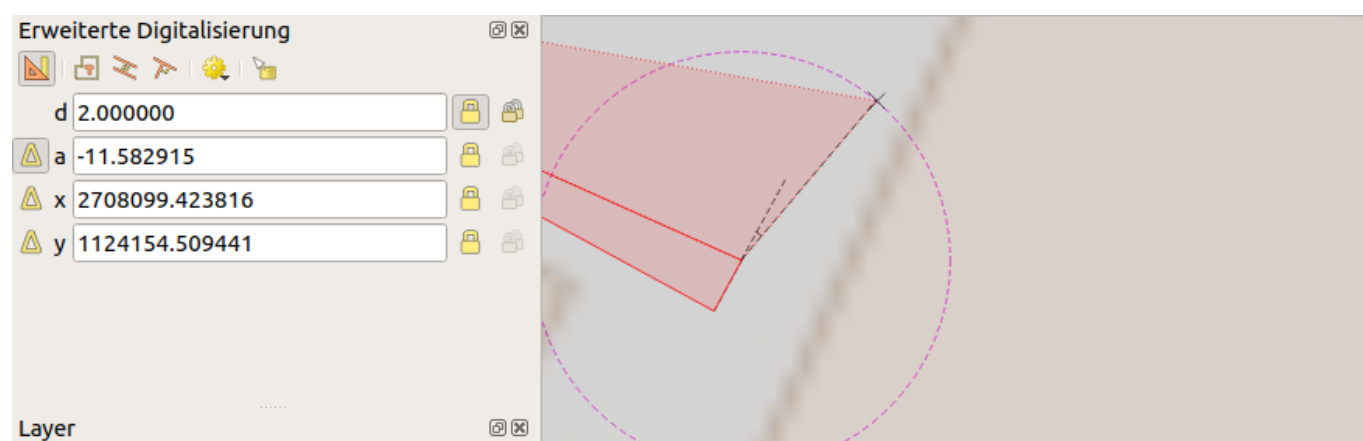 Erweiterte Digitalisierung
d 2.000000
a -11.582915
x 2708099.423816
y 1124154.509441
Layer